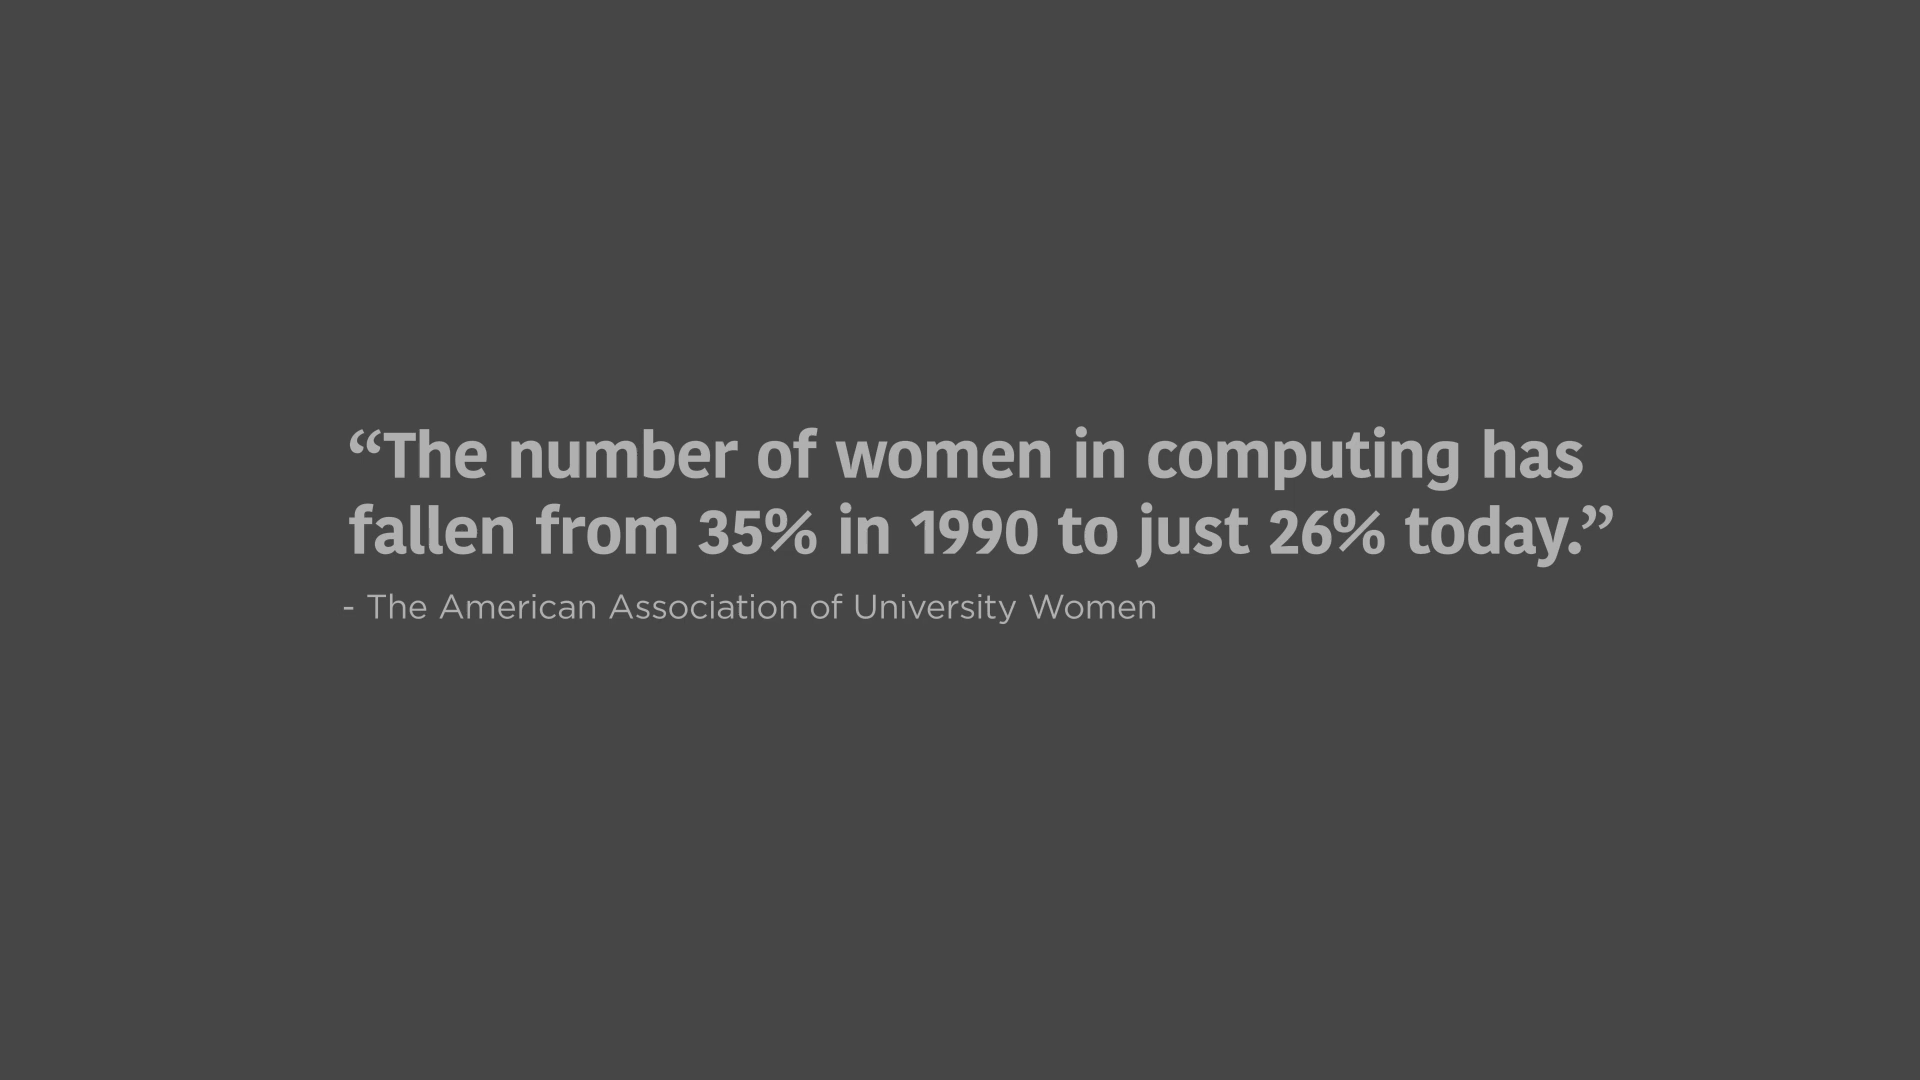 “The number of women in computing has
fallen from 35% in 1990 to just 26% today.”
- The American Association of University Women